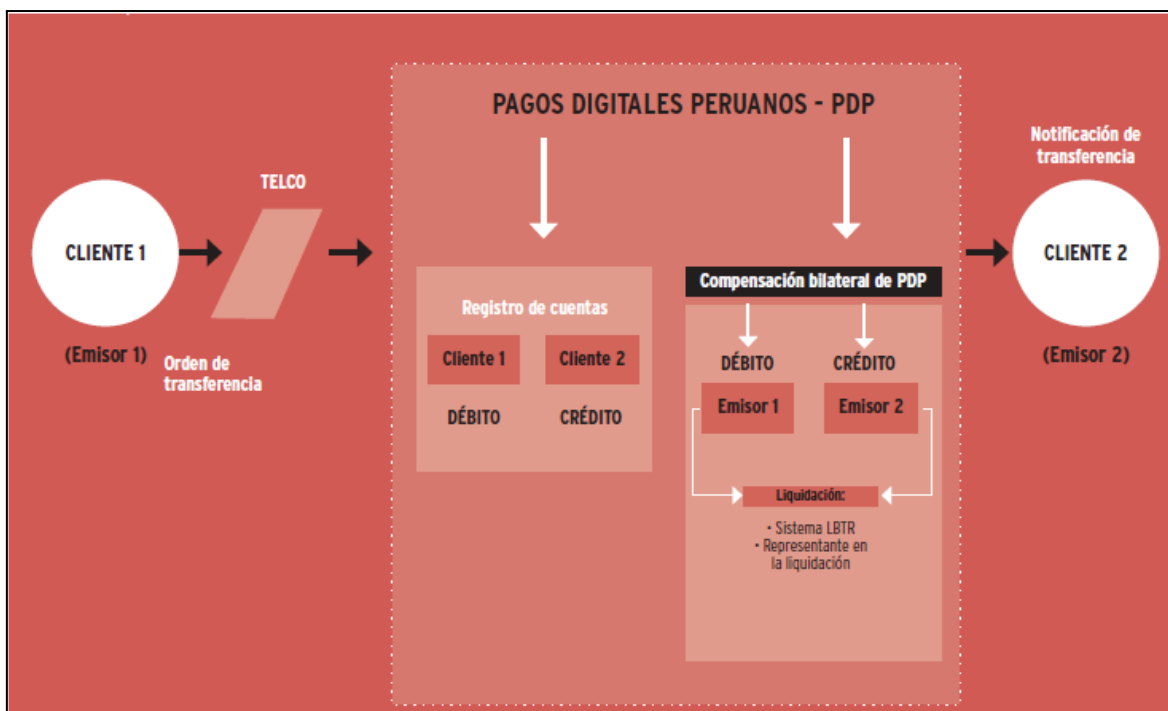 PAGOS DIGITALES PERUANOS - PDP
CLIENTE 1
(Emisor 1)
TELCO
Orden de
transferencia
Registro de cuentas
Cliente 1
Cliente 2
DÉBITO
CRÉDITO
Compensación bilateral de PDP
DÉBITO
CRÉDITO
Emisor 1
Emisor 2
Liquidación:
• Sistema LBTR
• Representante en
la liquidación
Notificación de
transferencia
CLIENTE 2
(Emisor 2)